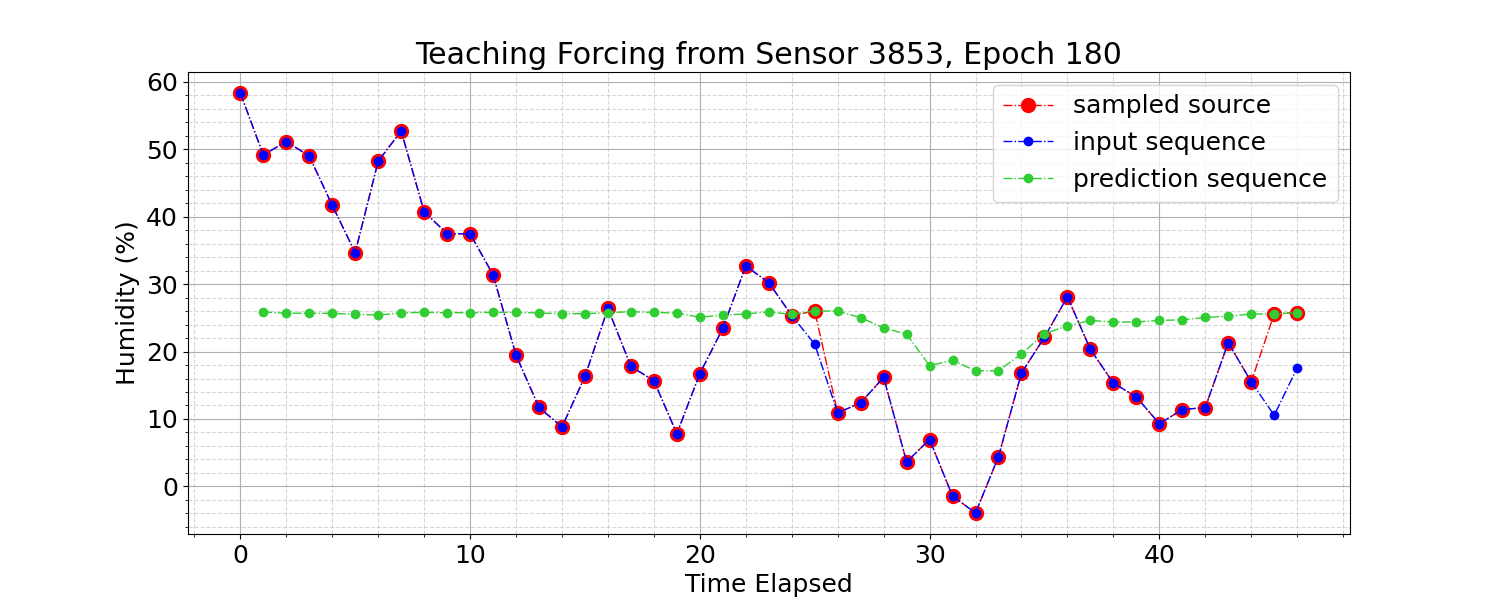 Teaching Forcing from Sensor 3853, Epoch 180
60
50
40
30
20
10
0
Humidity (%)
sampled source
input sequence
prediction sequence
0 10 20 30 40
Time Elapsed